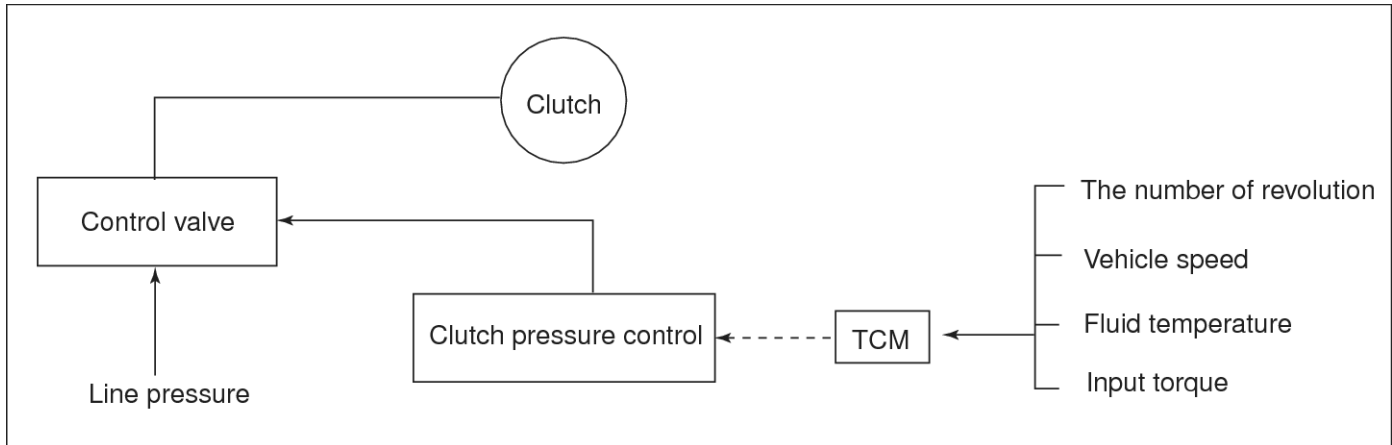 Clutch
Control valve
The number of revolution
Vehicle speed
Fluid temperature
Clutch pressure control
TCM
Input torque
Line pressure